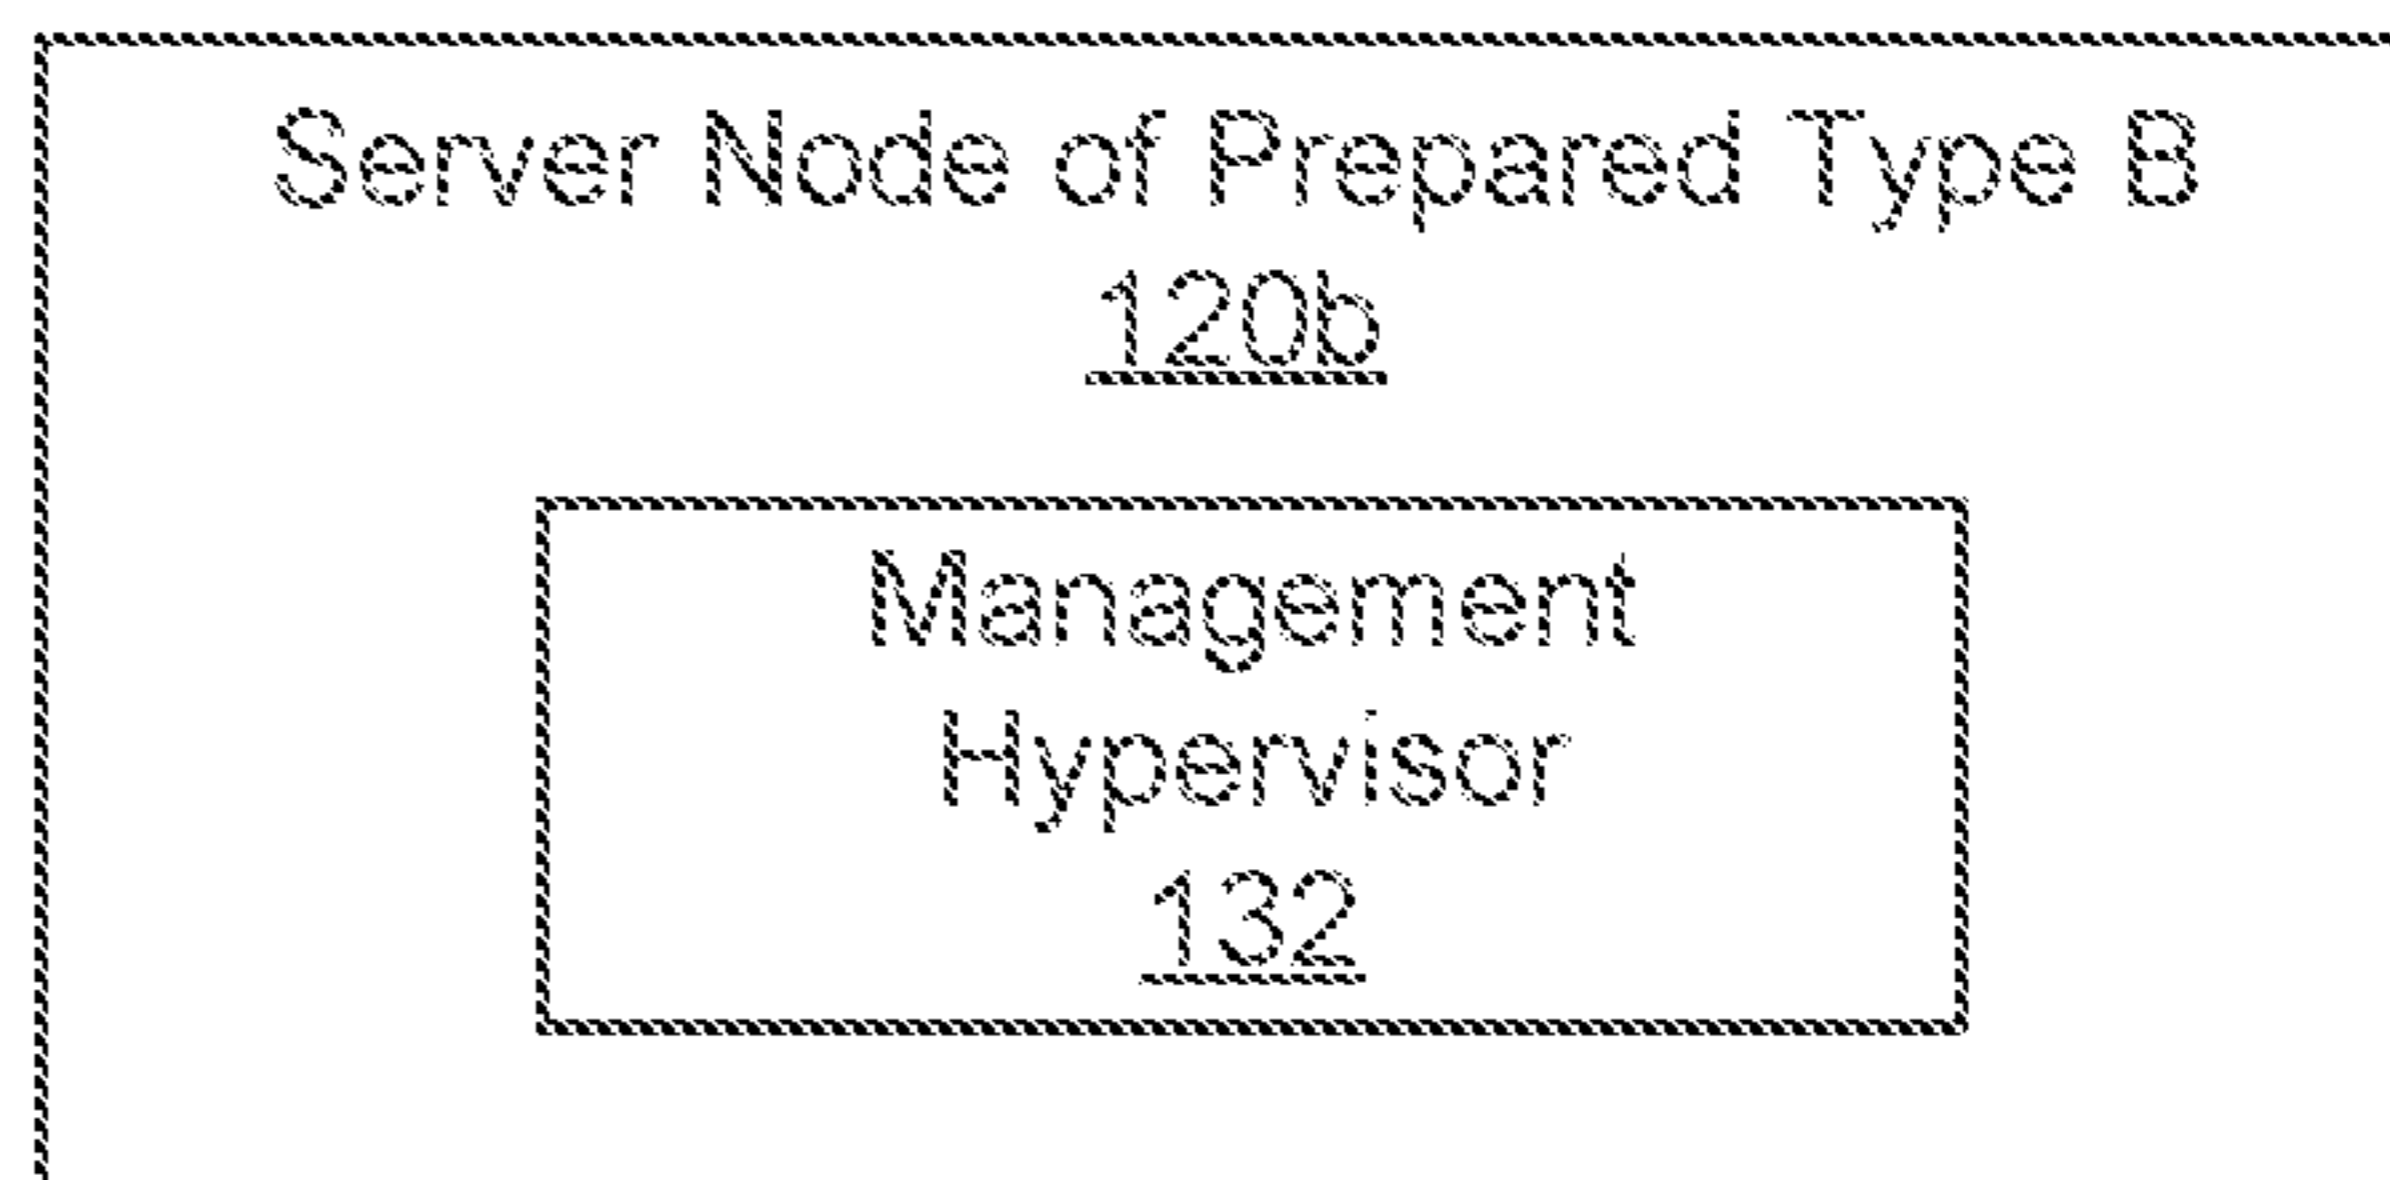 Server Node of Prepared Type B
120b
Management
Hypervisor
132